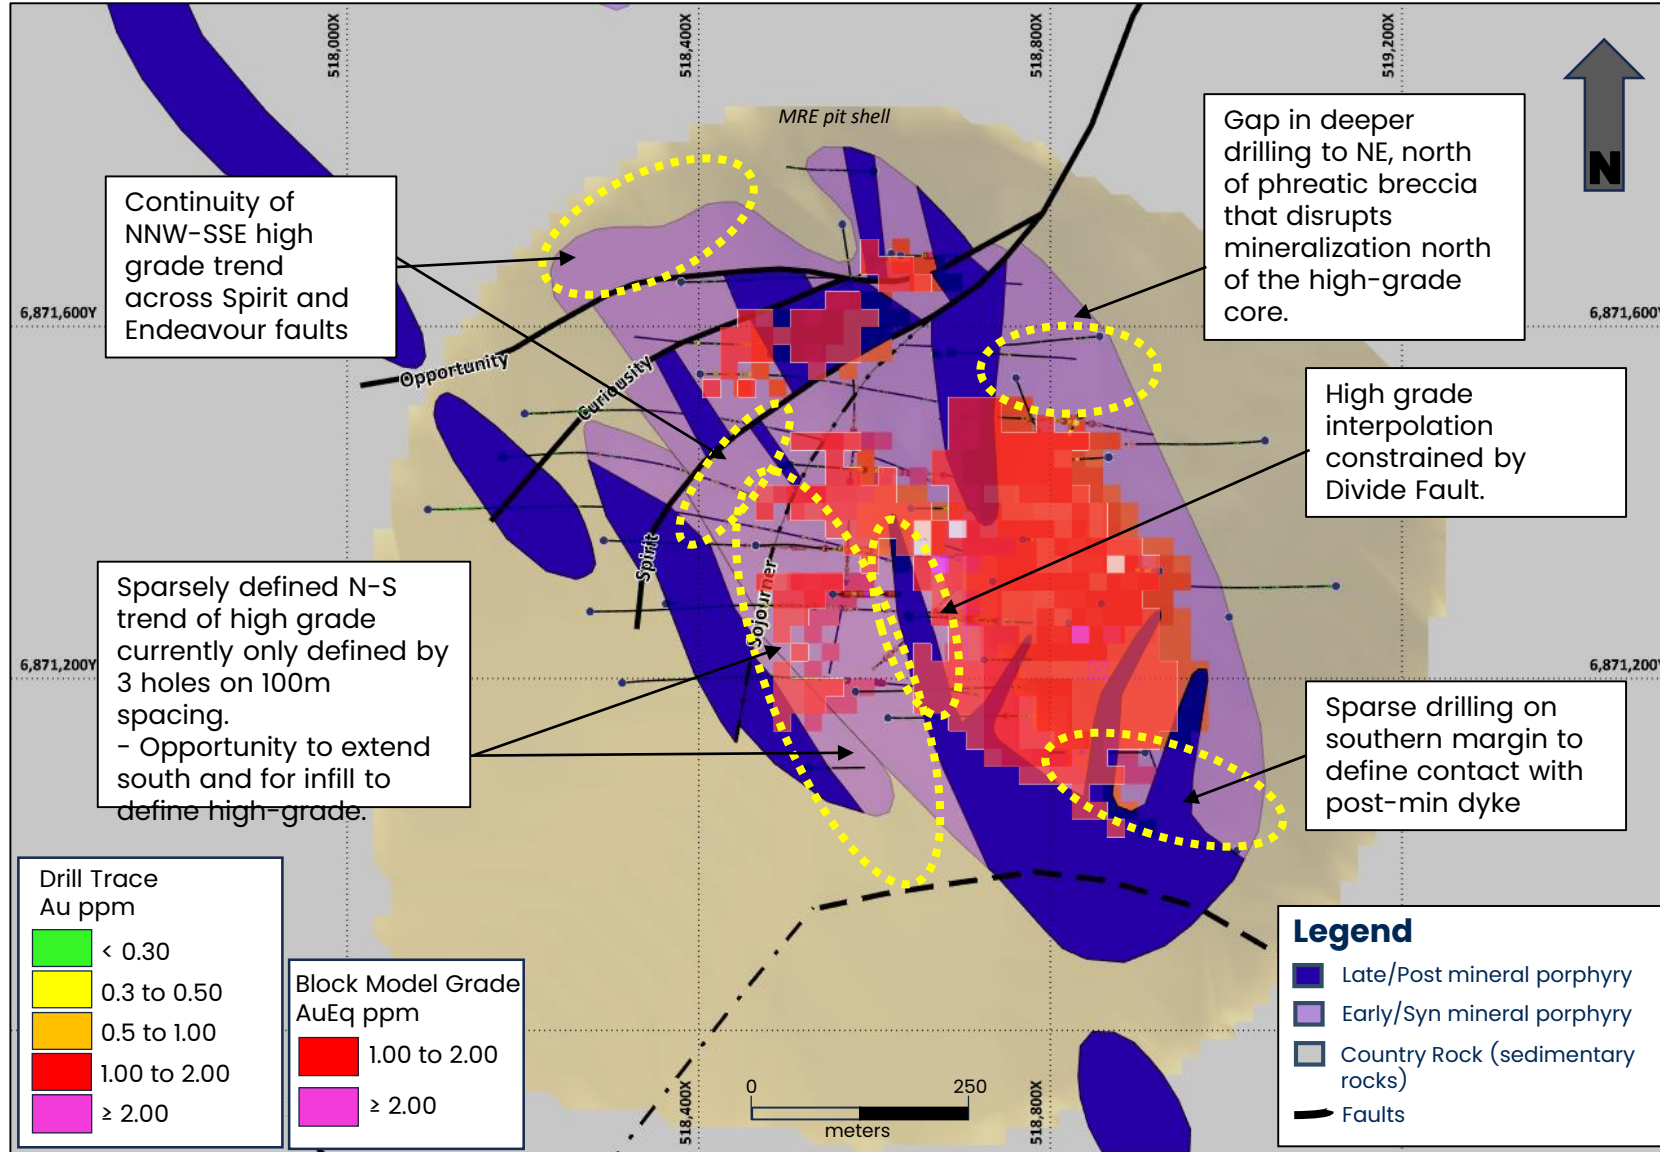 518,000X
518,400X
518,800X
519,200X
MRE pit shell
N
Continuity of
NNW-SSE high
grade trend
across Spirit and
Endeavour faults
Gap in deeper
drilling to NE, north
of phreatic breccia
that disrupts
mineralization north
of the high-grade
core.
6,871,600Y
6,871,600Y
Opportunity
Curiousity
Spirit
Sojourner
High grade
interpolation
constrained by
Divide Fault.
Sparsely defined N-S
trend of high grade
currently only defined by
3 holes on 100m
spacing.
- Opportunity to extend
south and for infill to
define high-grade.
6,871,200Y
6,871,200Y
Sparse drilling on
southern margin to
define contact with
post-min dyke
Drill Trace
Au ppm
< 0.30
0.3 to 0.50
0.5 to 1.00
1.00 to 2.00
≥ 2.00
Block Model Grade
AuEq ppm
1.00 to 2.00
≥ 2.00
518,400X
518,800X
0 250
meters
Legend
Late/Post mineral porphyry
Early/Syn mineral porphyry
Country Rock (sedimentary
rocks)
Faults